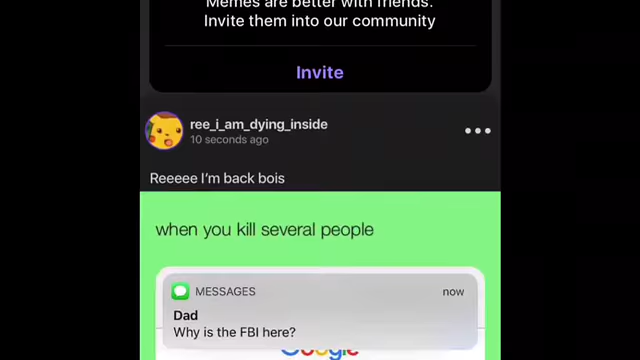 Memes are better with friends.
Invite them into our community
Invite
ree_i_am_dying_inside
10 seconds ago
Reeeee I'm back bois
when you kill several people
MESSAGES
now
Dad
Why is the FBI here?
Google